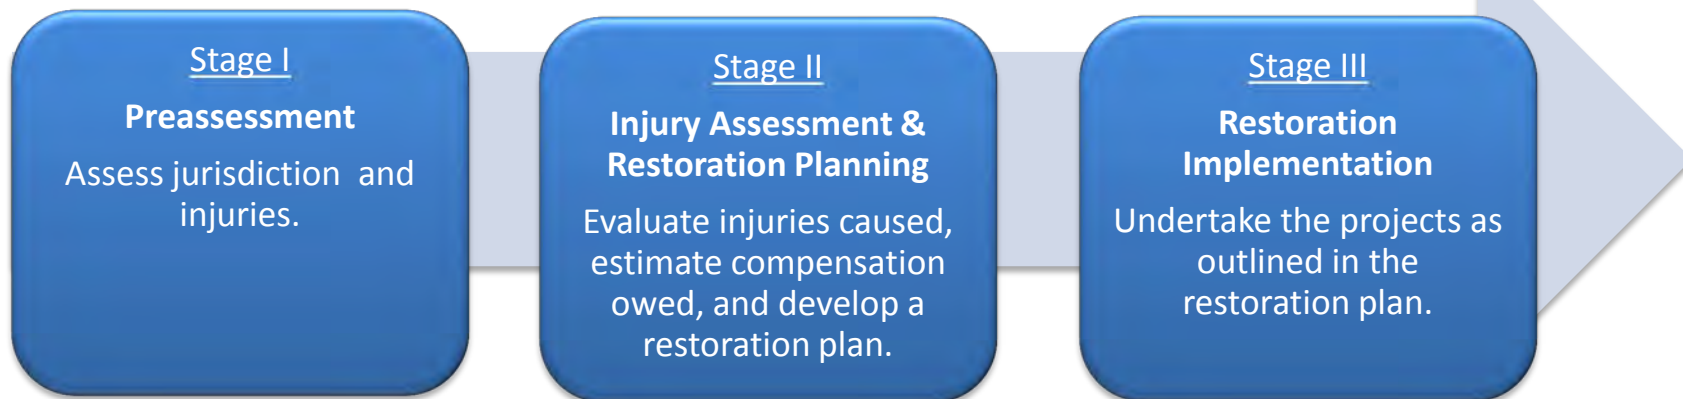 Stage I
Preassessment
Assess jurisdiction  and
injuries.
Stage II
Injury Assessment &
Restoration Planning
Evaluate injuries caused,
estimate compensation
owed, and develop a
restoration plan.
Stage III
Restoration
Implementation
Undertake the projects as
outlined in the
restoration plan.